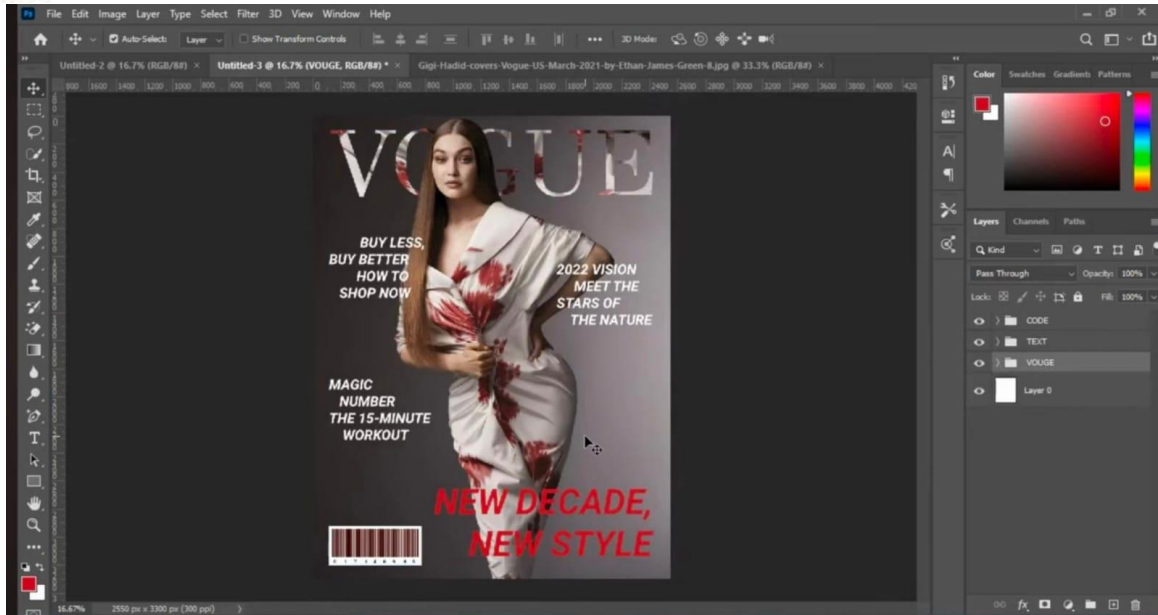 Ps File Edit Image Layer Type Select Filter 3D View Window Help
Auto-Select: Layer Show Transform Controls 3D Mode:
Untitled-2 @ 16.7% (RGB/8#) × Untitled-3 @ 16.7% (VOUGE, RGB/8#) * × Gigi-Hadid-covers-Vogue-US-March-2021-by-Ethan-James-Green-8.jpg @ 33.3% (RGB/8#) ×
VOGUE
BUY LESS,
BUY BETTER
HOW TO
SHOP NOW
2022 VISION
MEET THE
STARS OF
THE NATURE
MAGIC
NUMBER
THE 15-MINUTE
WORKOUT
NEW DECADE,
NEW STYLE
Color Swatches Gradients Patterns
Layers Channels Paths
Kind
Pass Through Opacity: 100%
Lock: Fill: 100%
CODE
TEXT
VOUGE
Layer 0
fx
16.67% 2550 px x 3300 px (300 ppi)